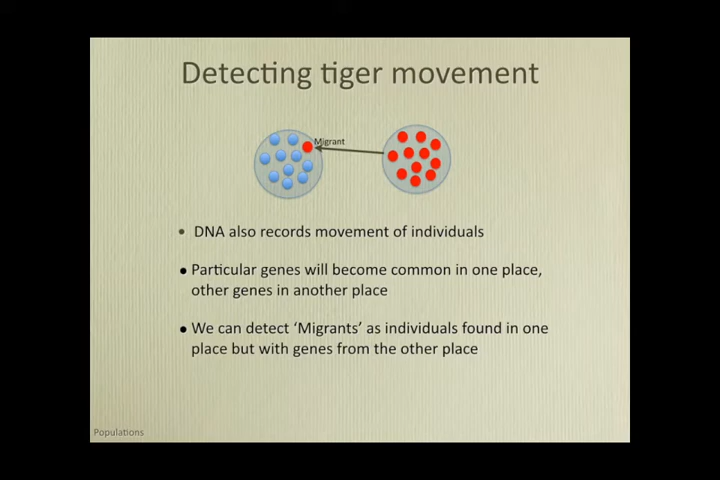 Detecting tiger movement
Migrant
• DNA also records movement of individuals
• Particular genes will become common in one place,
other genes in another place
• We can detect ‘Migrants’ as individuals found in one
place but with genes from the other place
Populations